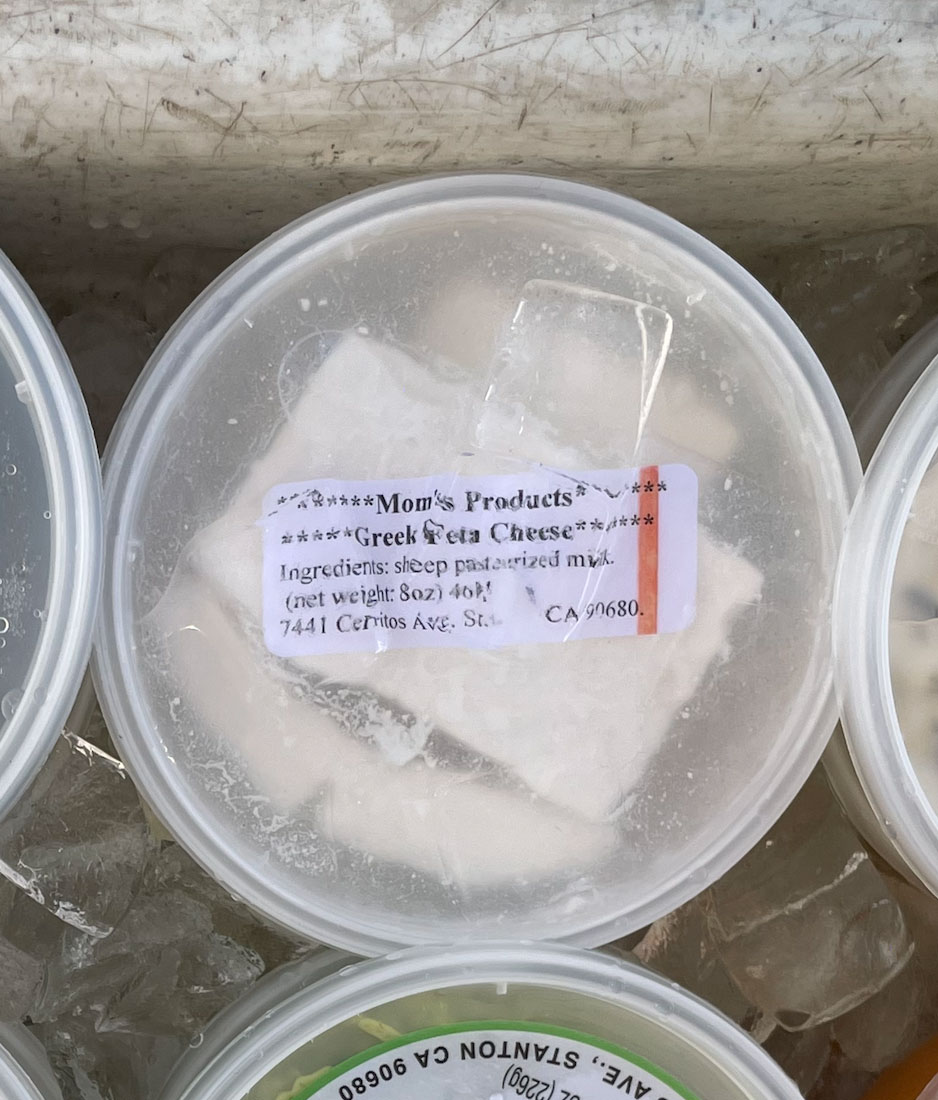 ********Mom's Products*******
*****Greek Feta Cheese*******
Ingredients: sheep pasteurized milk.
(net weight: 8oz)
7441 Cerritos Ave. CA 90680.
AVE., STANTON CA 90680
oz (226g)